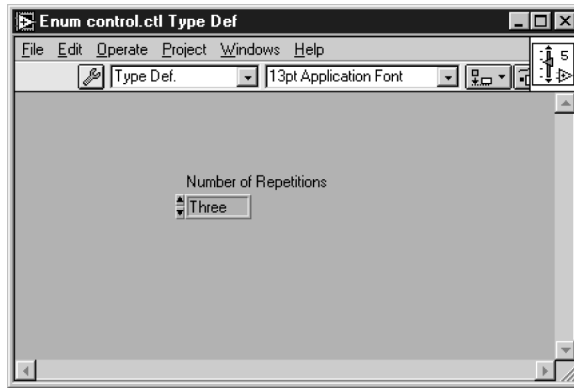 Enum control.ctl Type Def
File Edit Operate Project Windows Help
Type Def. 13pt Application Font 5
Number of Repetitions
Three